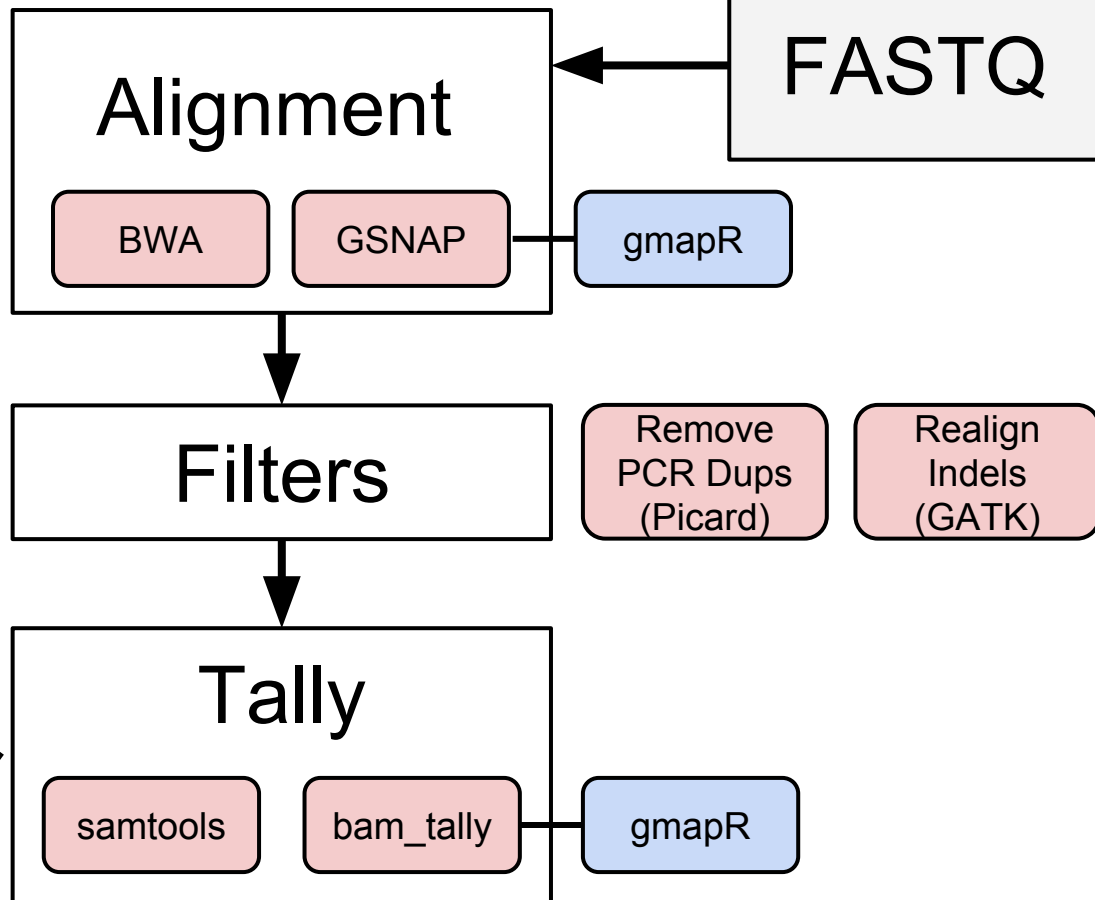 FASTQ
Alignment
BWA
GSNAP
gmapR
Filters
Remove
PCR Dups
(Picard)
Realign
Indels
(GATK)
Tally
samtools
bam_tally
gmapR